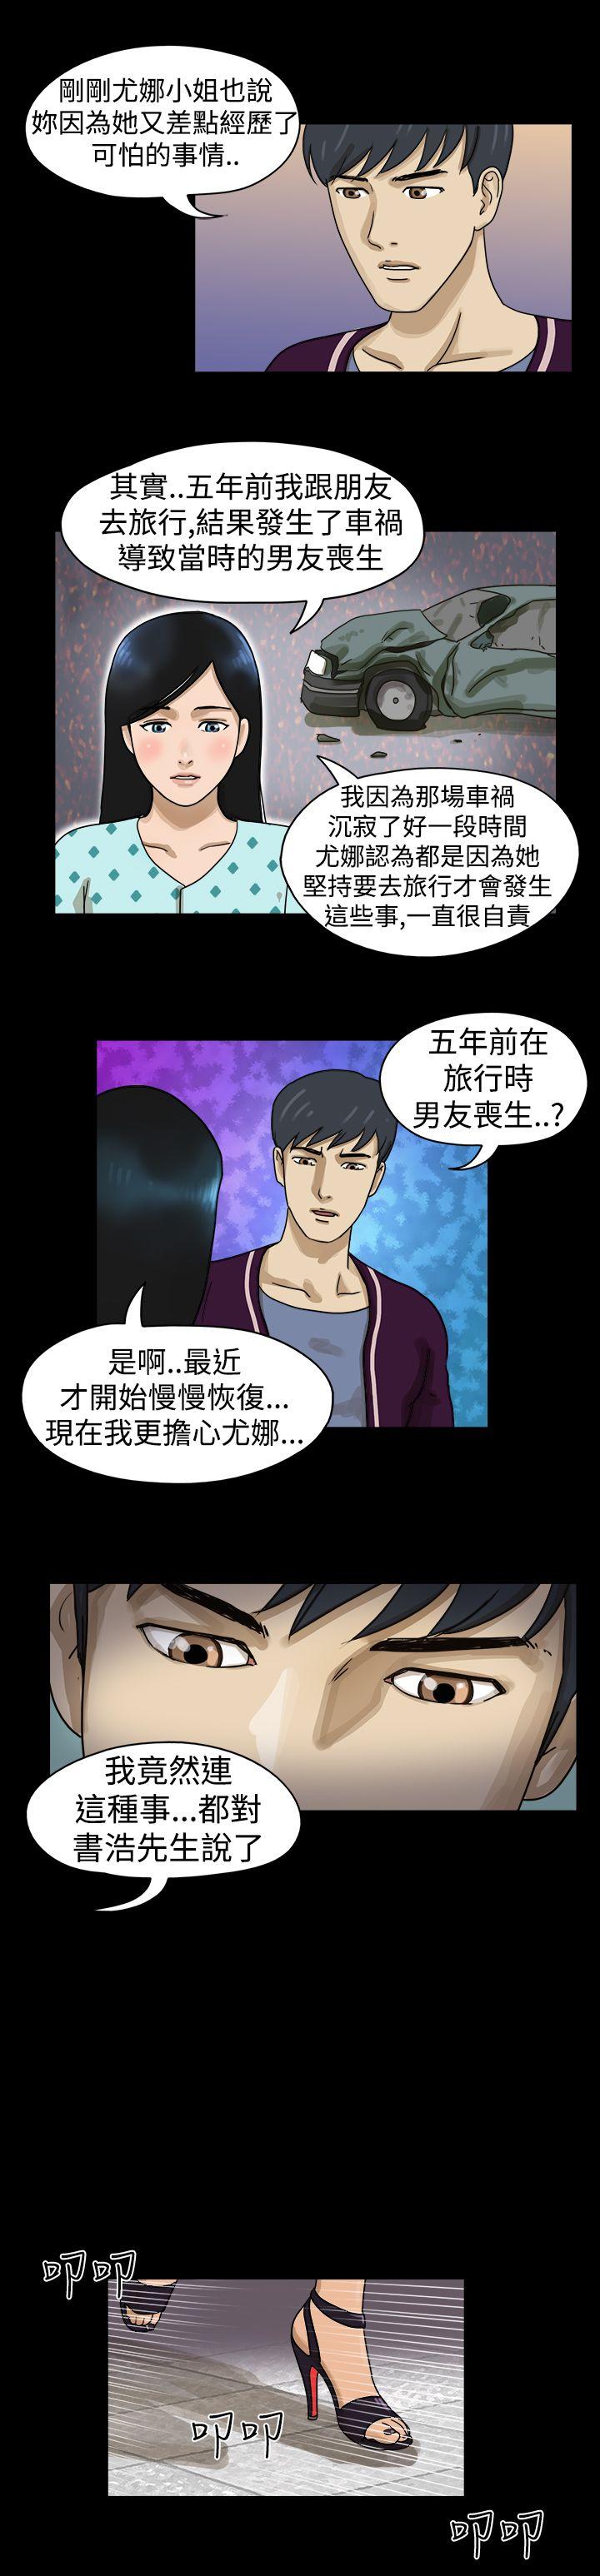 剛剛尤娜小姐也說
妳因為她又差點經歷了
可怕的事情..
其實..五年前我跟朋友
去旅行,結果發生了車禍
導致當時的男友喪生
我因為那場車禍
沉寂了好一段時間
尤娜認為都是因為她
堅持要去旅行才會發生
這些事,一直很自責
五年前在
旅行時
男友喪生..?
是啊..最近
才開始慢慢恢復...
現在我更擔心尤娜...
我竟然連
這種事...都對
書浩先生說了
叩叩
叩叩
叩叩